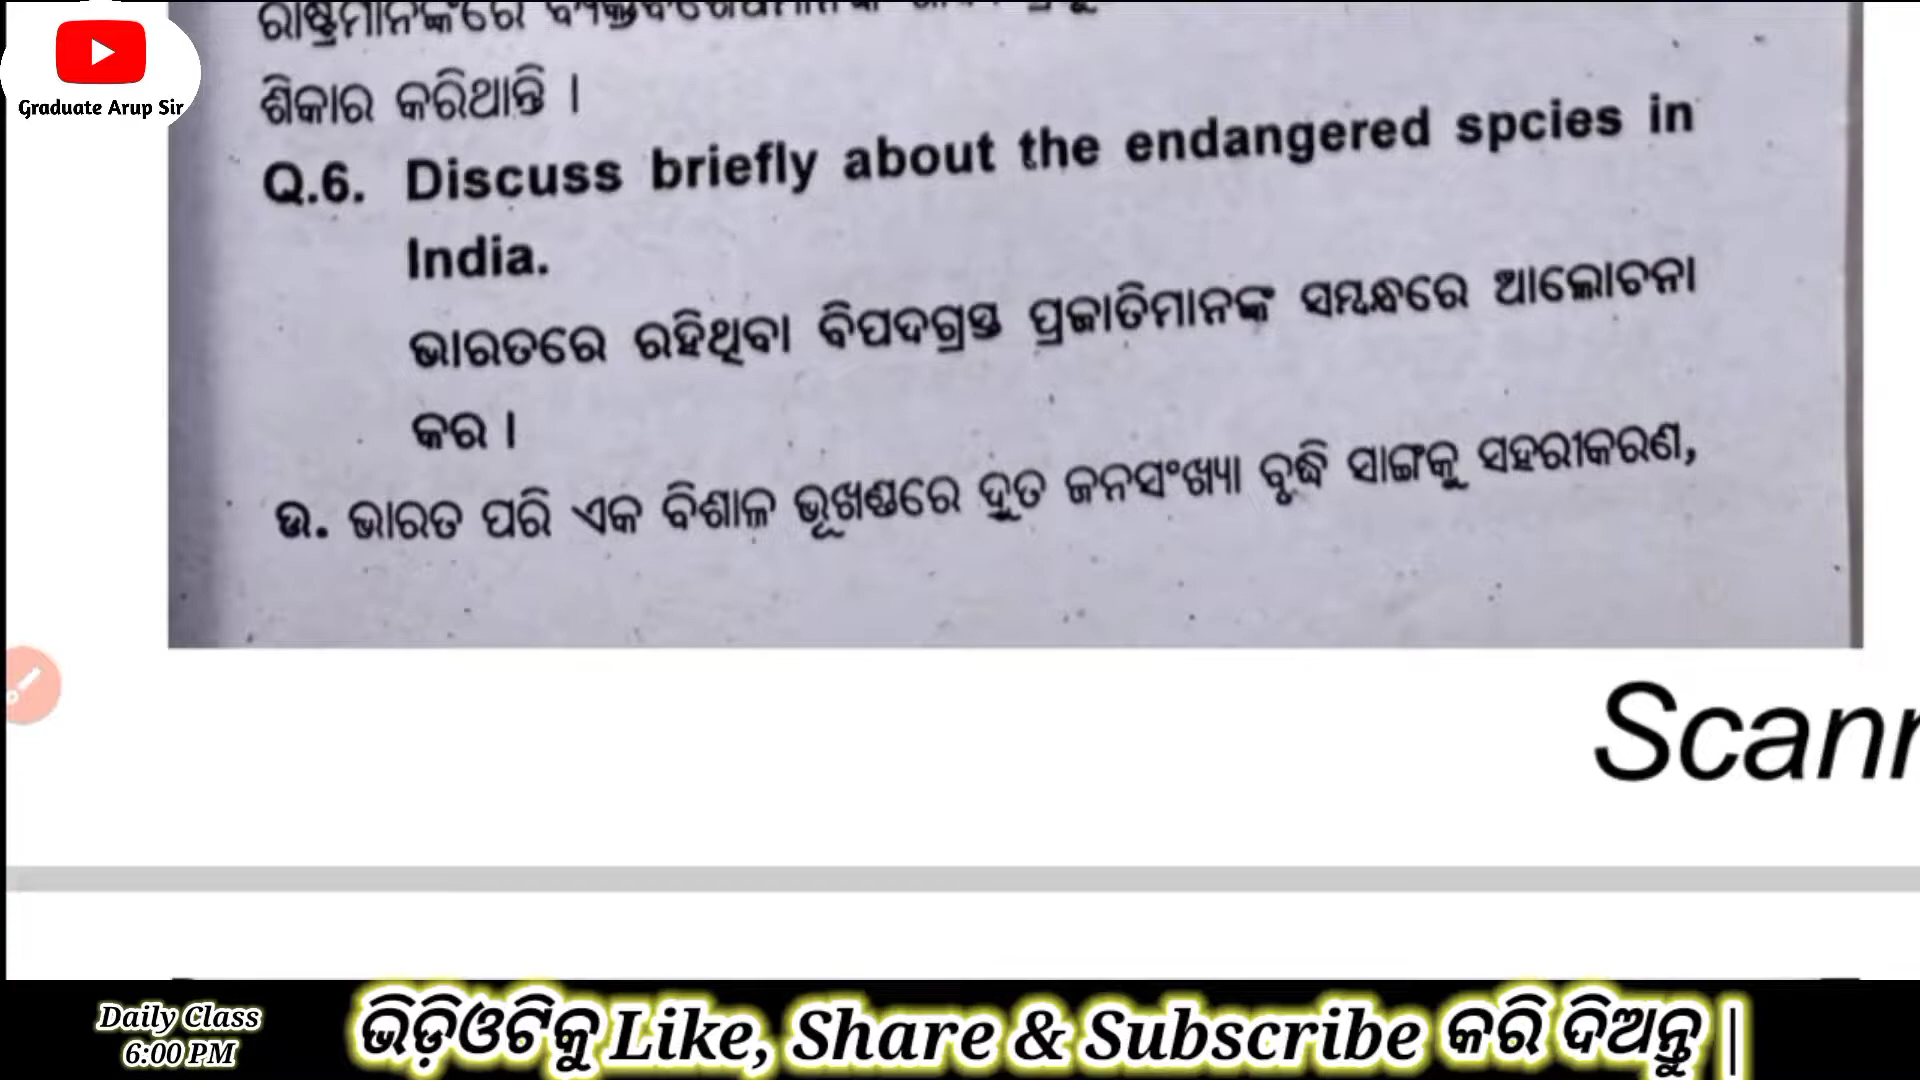 Graduate Arup Sir
ଶିକାର କରିଥାନ୍ତି ।
Q.6. Discuss briefly about the endangered spcies in
India.
ଭାରତରେ ରହିଥିବା ବିପଦଗ୍ରସ୍ତ ପ୍ରଜାତିମାନଙ୍କ ସମ୍ବନ୍ଧରେ ଆଲୋଚନା
କର ।
ଉ. ଭାରତ ପରି ଏକ ବିଶାଳ ଭୂଖଣ୍ଡରେ ଦ୍ରୁତ ଜନସଂଖ୍ୟା ବୃଦ୍ଧି ସାଙ୍ଗକୁ ସହରୀକରଣ,
Daily Class
6:00 PM
ଭିଡ଼ିଓଟିକୁ Like, Share & Subscribe କରି ଦିଅନ୍ତୁ |